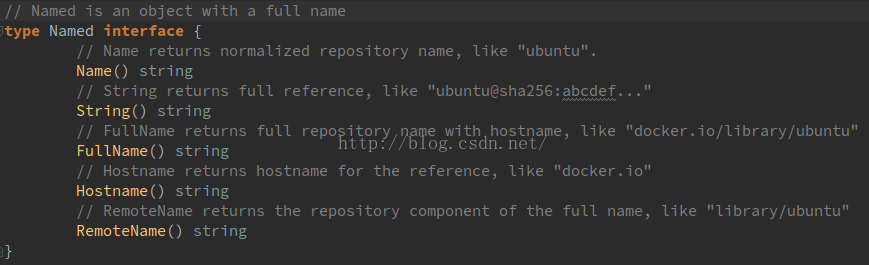 // Named is an object with a full name
type Named interface {
// Name returns normalized repository name, like "ubuntu".
Name() string
// String returns full reference, like "ubuntu@sha256:abcdef..."
String() string
// FullName returns full repository name with hostname, like "docker.io/library/ubuntu"
http://blog.csdn.net/
FullName() string
// Hostname returns hostname for the reference, like "docker.io"
Hostname() string
// RemoteName returns the repository component of the full name, like "library/ubuntu"
RemoteName() string
}